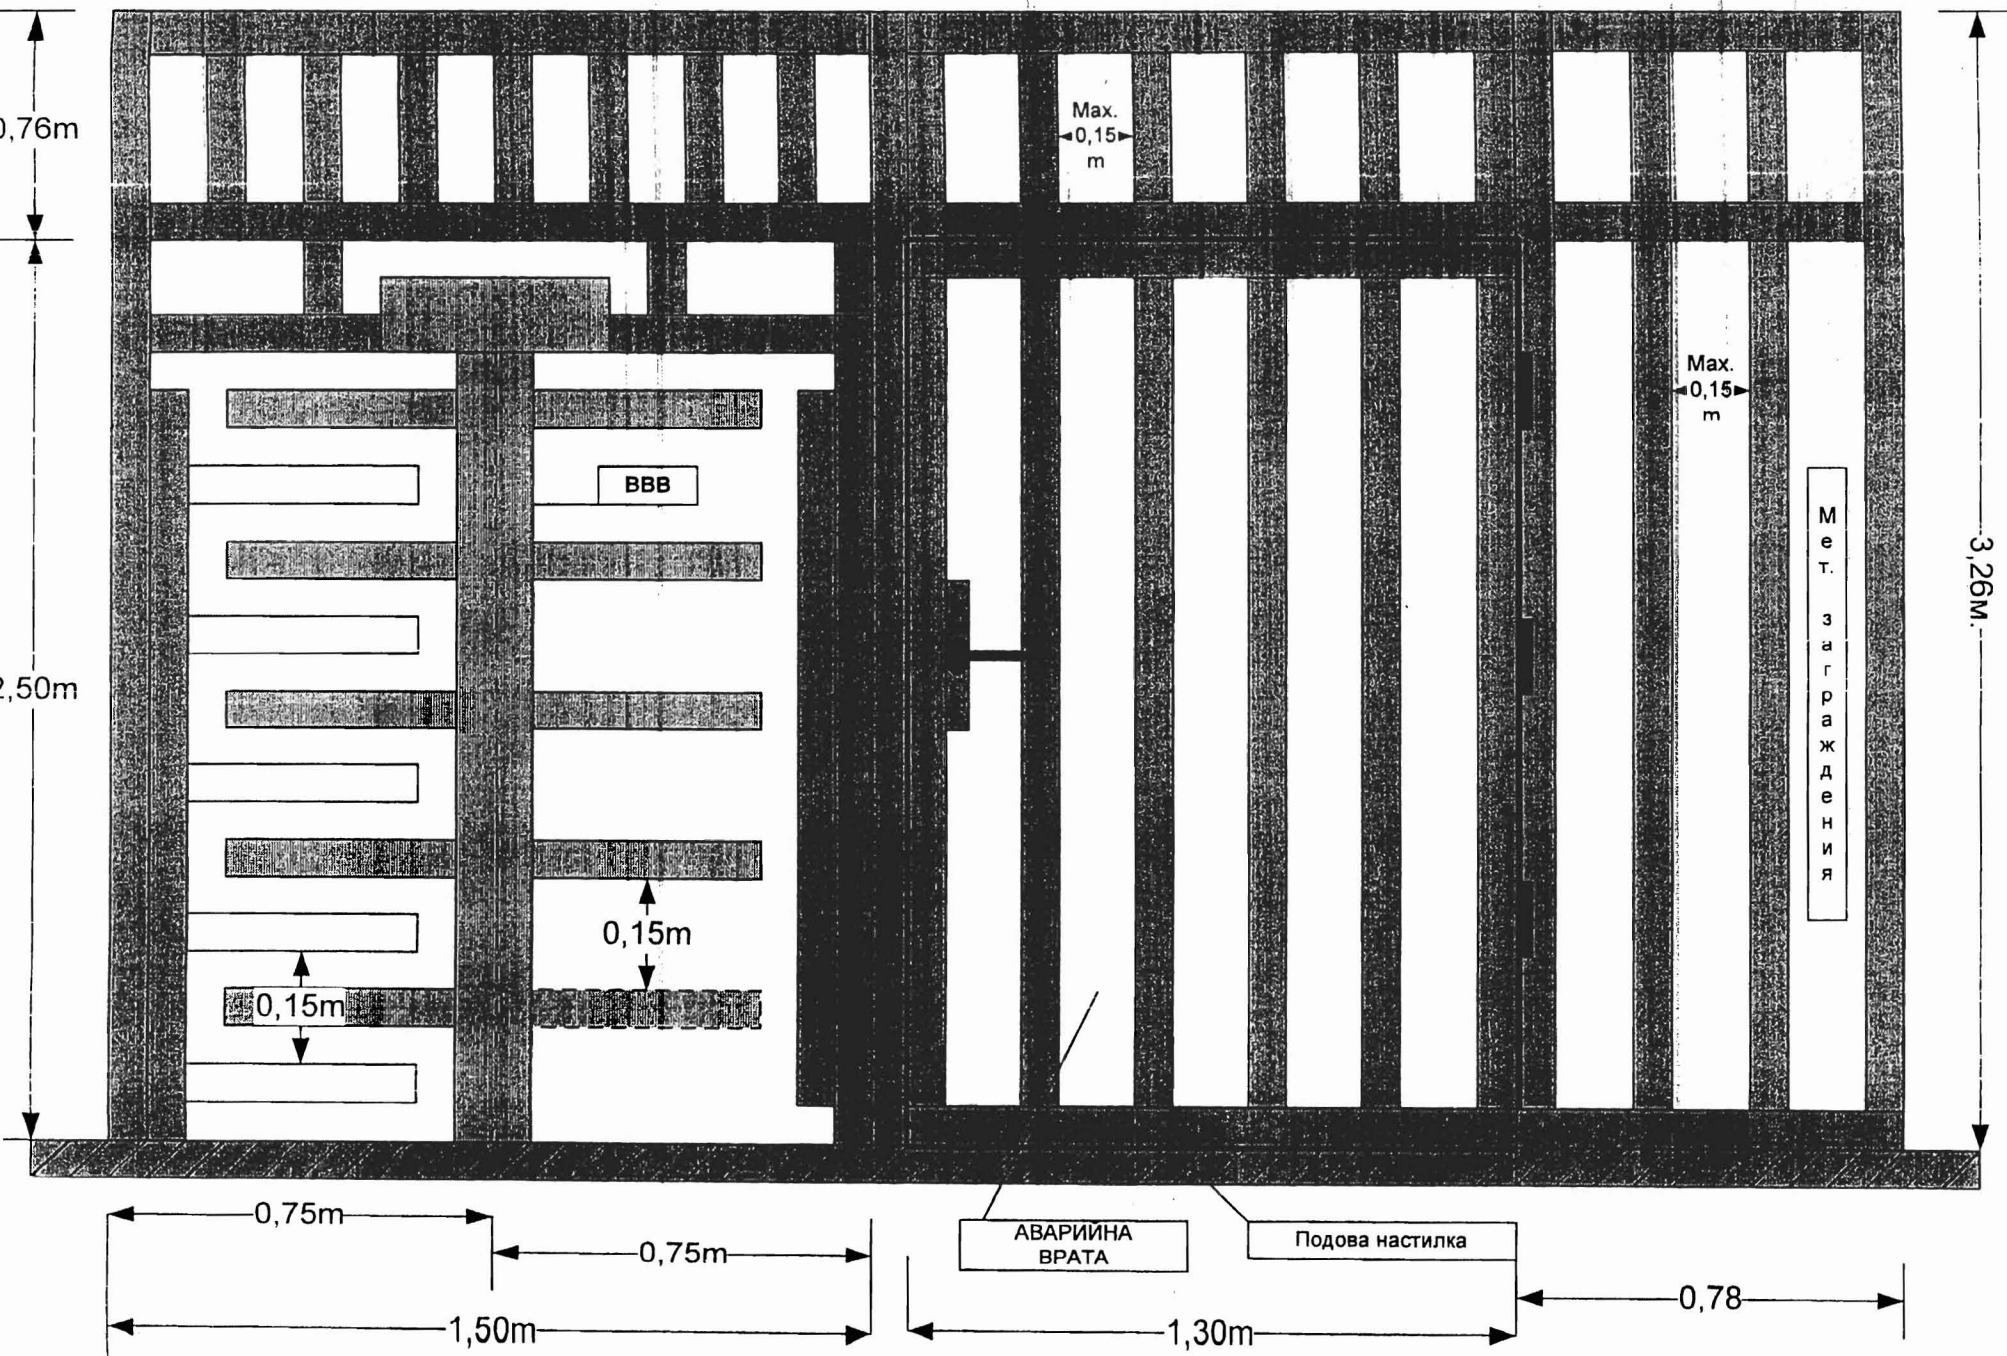 0,76m
Max.
0,15
m
Max.
0,15
m
BBB
Мет. заграждения
3,26м.
2,50m
0,15m
0,15m
0,75m
0,75m
АВАРИЙНА
ВРАТА
Подова настилка
0,78
1,50m
1,30m